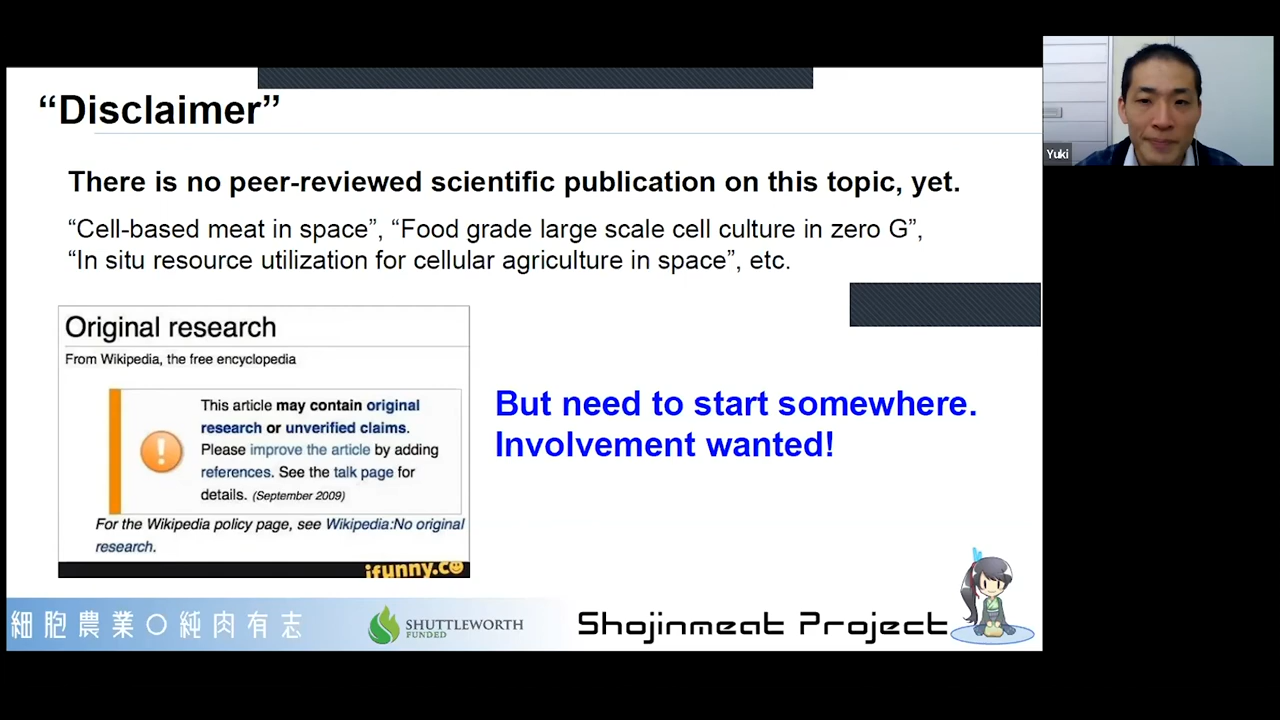 “Disclaimer”
There is no peer-reviewed scientific publication on this topic, yet.
“Cell-based meat in space”, “Food grade large scale cell culture in zero G”,
“In situ resource utilization for cellular agriculture in space”, etc.
Original research
From Wikipedia, the free encyclopedia
This article may contain original
research or unverified claims.
Please improve the article by adding
references. See the talk page for
details. (September 2009)
For the Wikipedia policy page, see Wikipedia:No original
research.
ifunny.co
But need to start somewhere.
Involvement wanted!
細胞農業〇純肉有志
SHUTTLEWORTH
FUNDED
Shojinmeat Project
Yuki